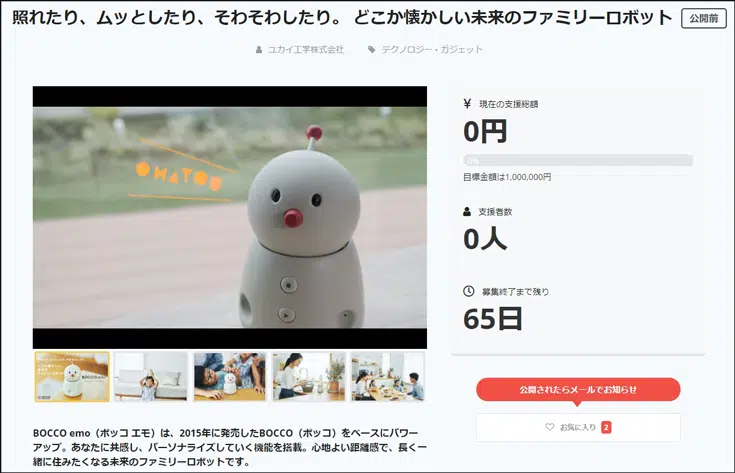 照れたり、ムッとしたり、そわそわしたり。 どこか懐かしい未来のファミリーロボット
公開前
ユカイ工学株式会社
テクノロジー・ガジェット
OHAYOU
現在の支援総額
0円
0%
目標金額は1,000,000円
支援者数
0人
募集終了まで残り
65日
BOCCO emo
公開されたらメールでお知らせ
お気に入り 2
BOCCO emo（ボッコ エモ）は、2015年に発売したBOCCO（ボッコ）をベースにパワー
アップ。あなたに共感し、パーソナライズしていく機能を搭載。心地よい距離感で、長く一
緒に住みたくなる未来のファミリーロボットです。